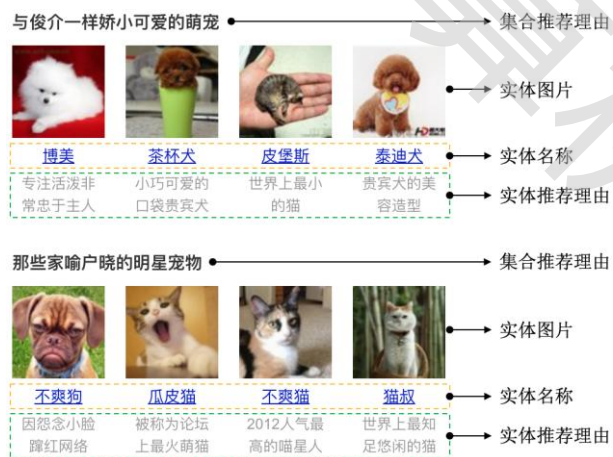 与俊介一样娇小可爱的萌宠
集合推荐理由
实体图片
博美 茶杯犬 皮堡斯 泰迪犬
实体名称
专注活泼非 小巧可爱的 世界上最小 贵宾犬的美
常忠于主人 口袋贵宾犬 的猫 容造型
实体推荐理由
那些家喻户晓的明星宠物
集合推荐理由
实体图片
不爽狗 瓜皮猫 不爽猫 猫叔
实体名称
因怨念小脸 被称为论坛 2012人气最 世界上最知
蹿红网络 上最火萌猫 高的喵星人 足悠闲的猫
实体推荐理由